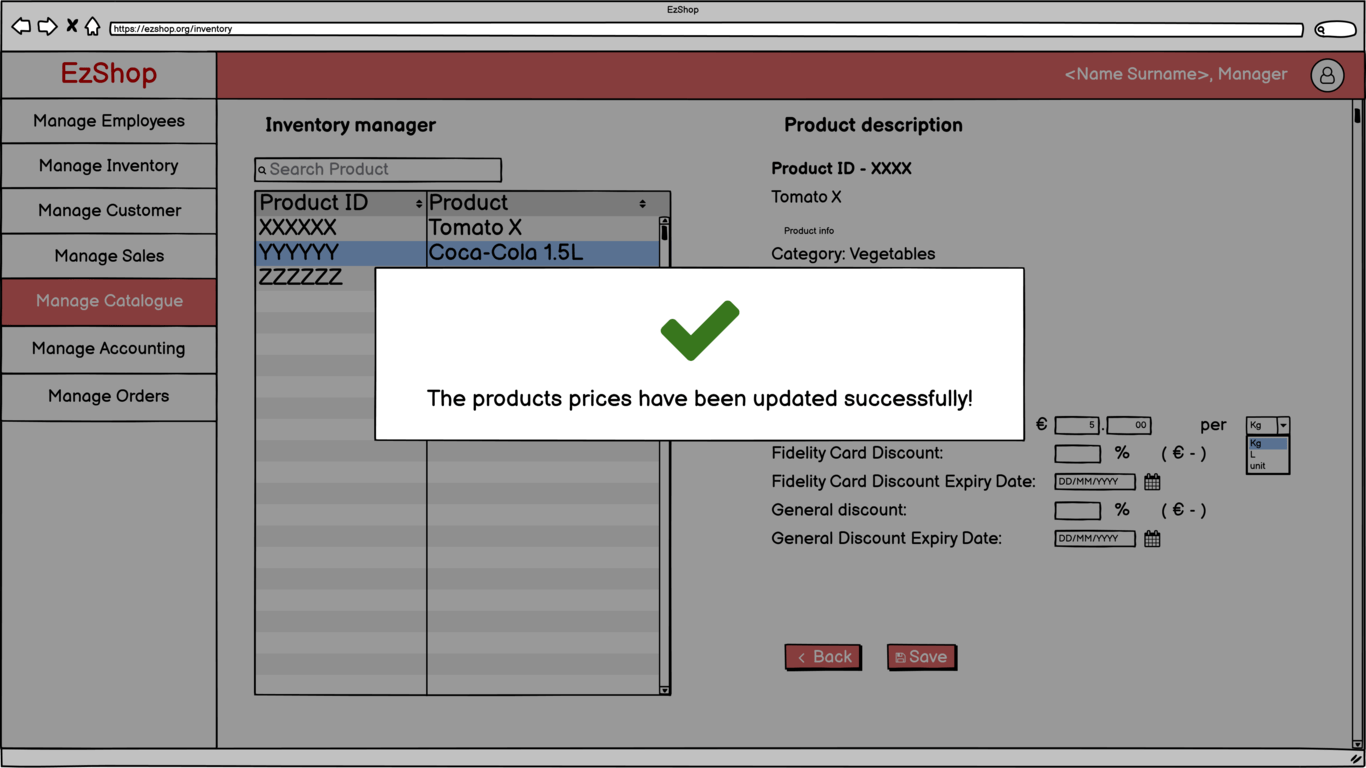 EzShop
https://ezshop.org/inventory
EzShop
<Name Surname>, Manager
Manage Employees
Manage Inventory
Manage Customer
Manage Sales
Manage Catalogue
Manage Accounting
Manage Orders
Inventory manager
Search Product
Product ID Product
XXXXXX Tomato X
YYYYYY Coca-Cola 1.5L
ZZZZZZ
Product description
Product ID - XXXX
Tomato X
Product info
Category: Vegetables
The products prices have been updated successfully!
€ 5 . 00 per Kg
Kg
L
unit
Fidelity Card Discount: % ( € - )
Fidelity Card Discount Expiry Date: DD/MM/YYYY
General discount: % ( € - )
General Discount Expiry Date: DD/MM/YYYY
< Back
Save